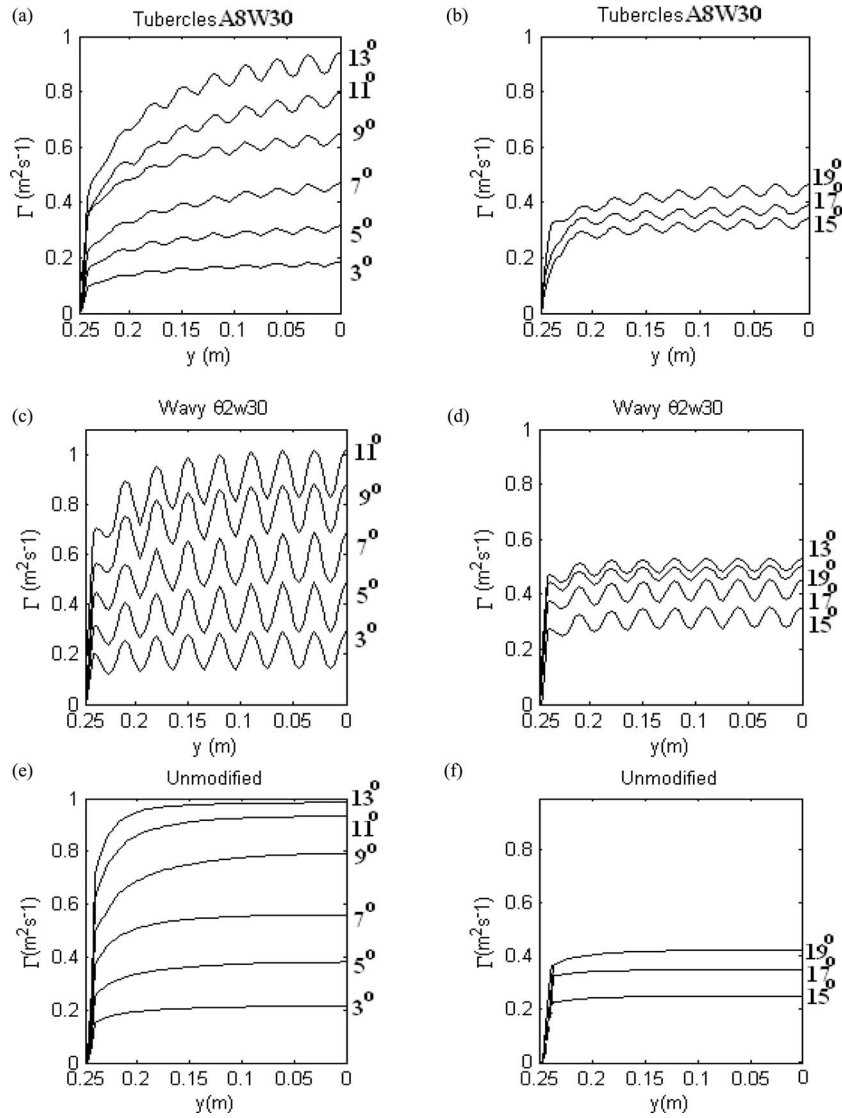 (a)
Tubercles A8W30
1
0.8
0.6
0.4
0.2
0
Γ (m²s-1)
13°
11°
9°
7°
5°
3°
0.25 0.2 0.15 0.1 0.05 0
y (m)
(b)
Tubercles A8W30
1
0.8
0.6
0.4
0.2
0
Γ (m²s-1)
19°
17°
15°
0.25 0.2 0.15 0.1 0.05 0
y (m)
(c)
Wavy θ2w30
1
0.8
0.6
0.4
0.2
0
Γ (m²s-1)
11°
9°
7°
5°
3°
0.25 0.2 0.15 0.1 0.05 0
y (m)
(d)
Wavy θ2w30
1
0.8
0.6
0.4
0.2
0
Γ (m²s-1)
13°
19°
17°
15°
0.25 0.2 0.15 0.1 0.05 0
y(m)
(e)
Unmodified
1
0.8
0.6
0.4
0.2
0
Γ(m²s-1)
13°
11°
9°
7°
5°
3°
0.25 0.2 0.15 0.1 0.05 0
y(m)
(f)
Unmodified
0.8
0.6
0.4
0.2
0
Γ(m²s-1)
19°
17°
15°
0.25 0.2 0.15 0.1 0.05 0
y(m)